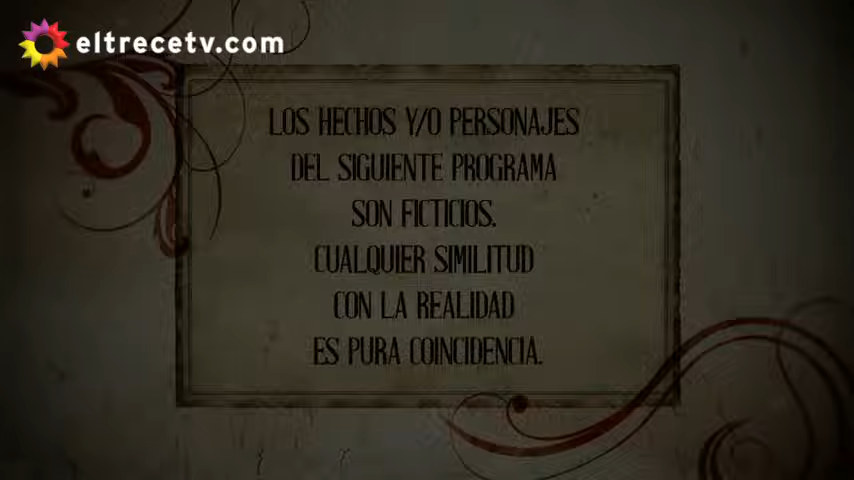 eltrecetv.com
LOS HECHOS Y/O PERSONAJES
DEL SIGUIENTE PROGRAMA
SON FICTICIOS.
CUALQUIER SIMILITUD
CON LA REALIDAD
ES PURA COINCIDENCIA.